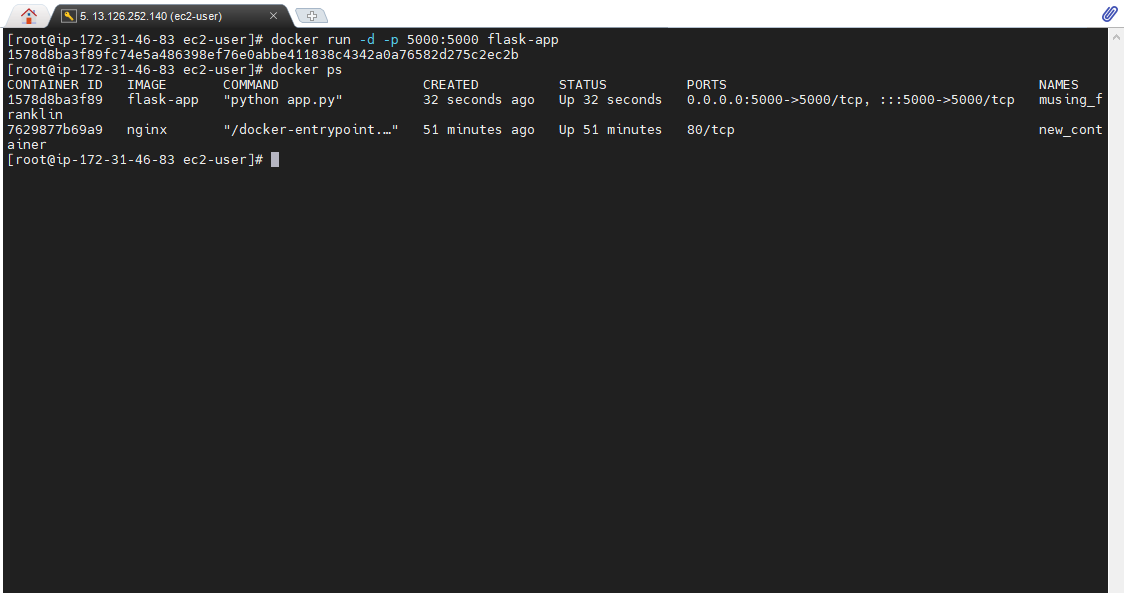 5. 13.126.252.140 (ec2-user)
[root@ip-172-31-46-83 ec2-user]# docker run -d -p 5000:5000 flask-app
1578d8ba3f89fc74e5a486398ef76e0abbe411838c4342a0a76582d275c2ec2b
[root@ip-172-31-46-83 ec2-user]# docker ps
CONTAINER ID   IMAGE       COMMAND                  CREATED          STATUS          PORTS                                       NAMES
1578d8ba3f89   flask-app   "python app.py"          32 seconds ago   Up 32 seconds   0.0.0.0:5000->5000/tcp, :::5000->5000/tcp   musing_f
ranklin
7629877b69a9   nginx       "/docker-entrypoint.…"   51 minutes ago   Up 51 minutes   80/tcp                                      new_cont
ainer
[root@ip-172-31-46-83 ec2-user]#